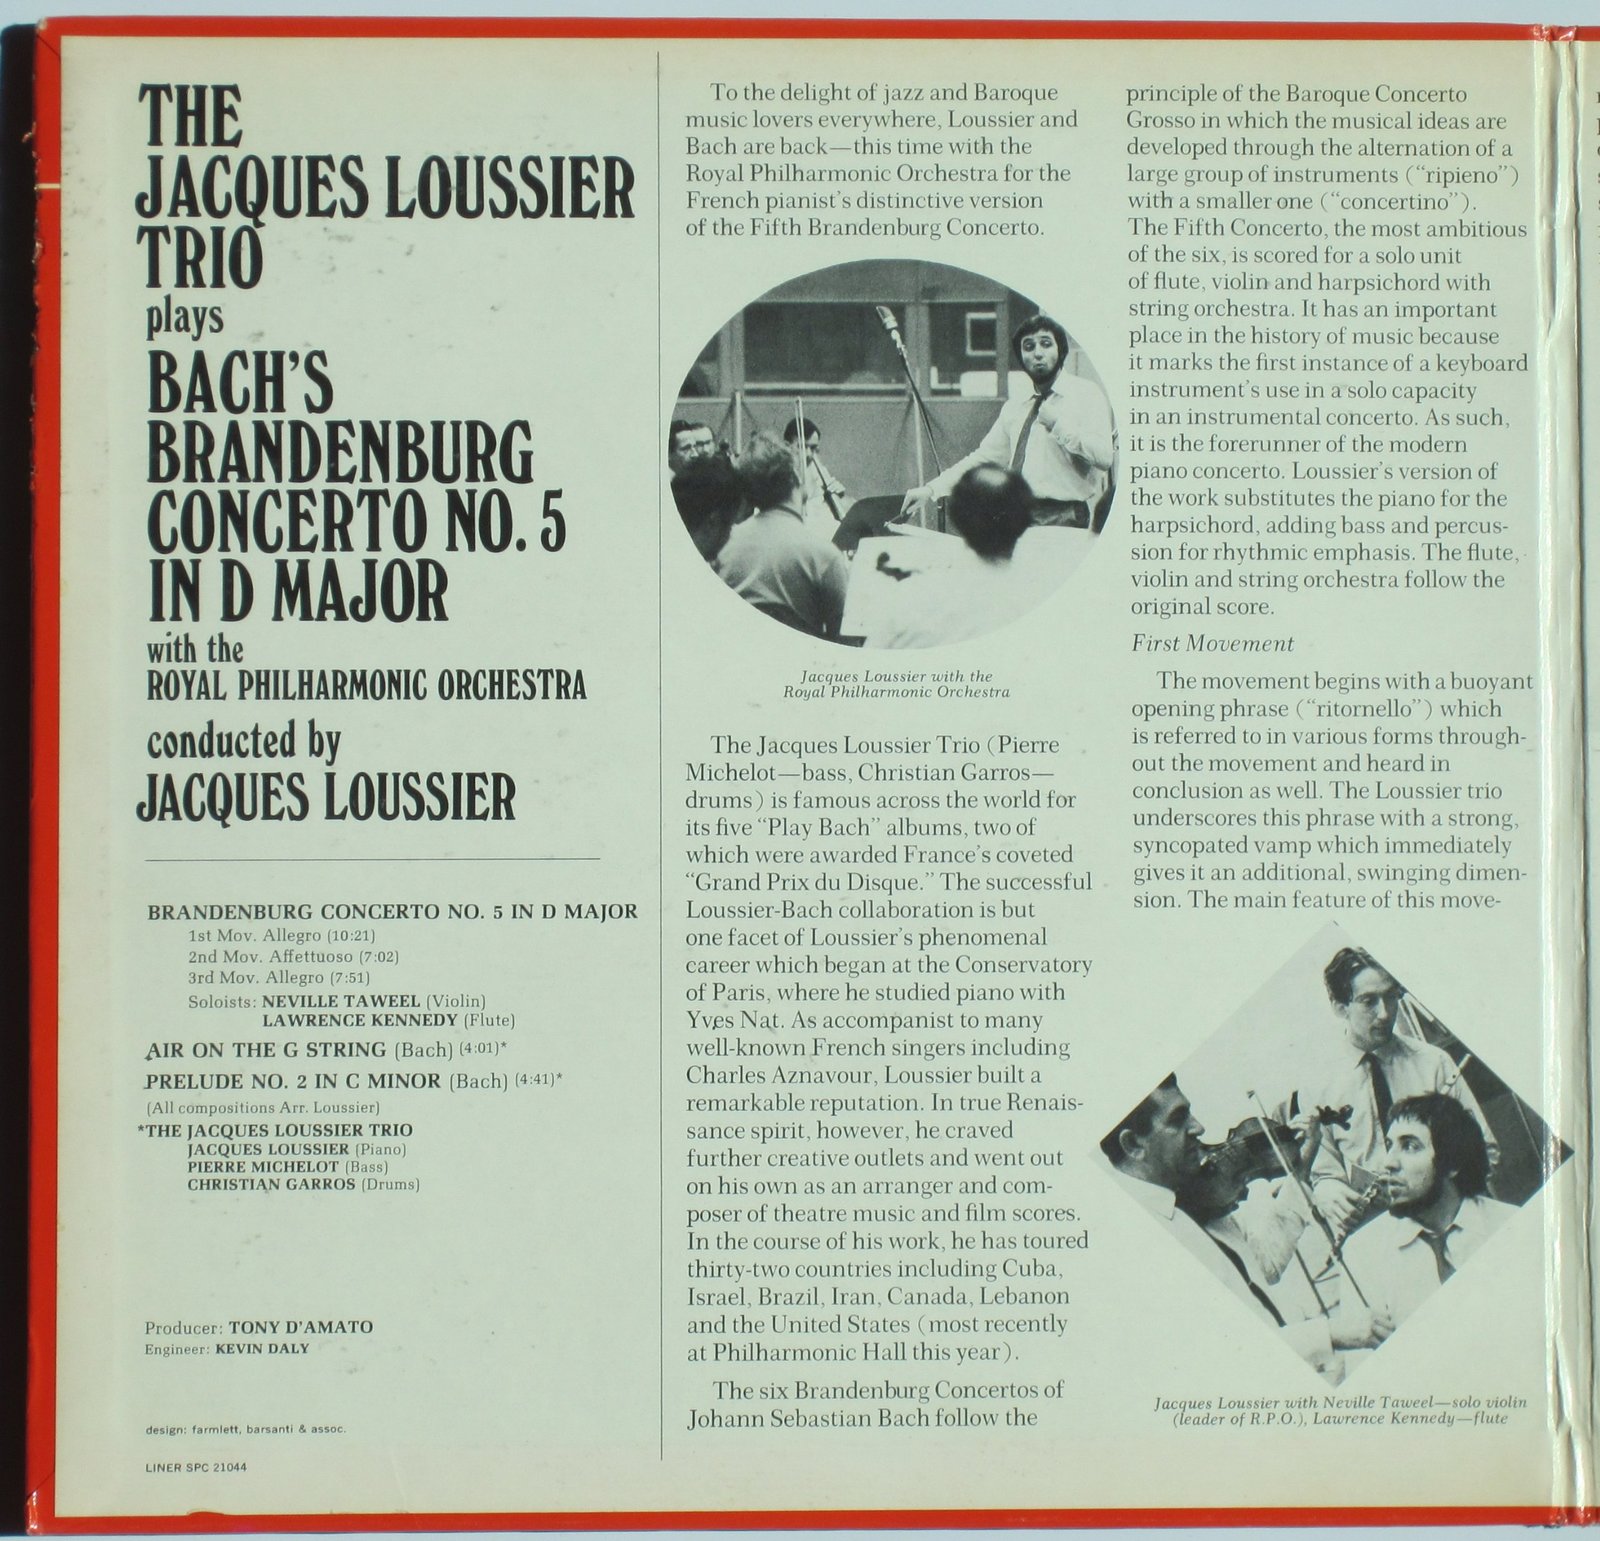 THE
JACQUES LOUSSIER
TRIO
plays
BACH'S
BRANDENBURG
CONCERTO NO. 5
IN D MAJOR
with the
ROYAL PHILHARMONIC ORCHESTRA
conducted by
JACQUES LOUSSIER
BRANDENBURG CONCERTO NO. 5 IN D MAJOR
1st Mov. Allegro (10:21)
2nd Mov. Affettuoso (7:02)
3rd Mov. Allegro (7:51)
Soloists: NEVILLE TAWEEL (Violin)
LAWRENCE KENNEDY (Flute)
AIR ON THE G STRING (Bach) (4:01)*
PRELUDE NO. 2 IN C MINOR (Bach) (4:41)*
(All compositions Arr. Loussier)
*THE JACQUES LOUSSIER TRIO
JACQUES LOUSSIER (Piano)
PIERRE MICHELOT (Bass)
CHRISTIAN GARROS (Drums)
Producer: TONY D'AMATO
Engineer: KEVIN DALY
design: farmlett, barsanti & assoc.
LINER SPC 21044
To the delight of jazz and Baroque
music lovers everywhere, Loussier and
Bach are back—this time with the
Royal Philharmonic Orchestra for the
French pianist's distinctive version
of the Fifth Brandenburg Concerto.
Jacques Loussier with the
Royal Philharmonic Orchestra
The Jacques Loussier Trio (Pierre
Michelot—bass, Christian Garros—
drums) is famous across the world for
its five “Play Bach” albums, two of
which were awarded France's coveted
“Grand Prix du Disque.” The successful
Loussier-Bach collaboration is but
one facet of Loussier's phenomenal
career which began at the Conservatory
of Paris, where he studied piano with
Yves Nat. As accompanist to many
well-known French singers including
Charles Aznavour, Loussier built a
remarkable reputation. In true Renais-
sance spirit, however, he craved
further creative outlets and went out
on his own as an arranger and com-
poser of theatre music and film scores.
In the course of his work, he has toured
thirty-two countries including Cuba,
Israel, Brazil, Iran, Canada, Lebanon
and the United States (most recently
at Philharmonic Hall this year).
The six Brandenburg Concertos of
Johann Sebastian Bach follow the
principle of the Baroque Concerto
Grosso in which the musical ideas are
developed through the alternation of a
large group of instruments (“ripieno”)
with a smaller one (“concertino”).
The Fifth Concerto, the most ambitious
of the six, is scored for a solo unit
of flute, violin and harpsichord with
string orchestra. It has an important
place in the history of music because
it marks the first instance of a keyboard
instrument's use in a solo capacity
in an instrumental concerto. As such,
it is the forerunner of the modern
piano concerto. Loussier's version of
the work substitutes the piano for the
harpsichord, adding bass and percus-
sion for rhythmic emphasis. The flute,
violin and string orchestra follow the
original score.
First Movement
The movement begins with a buoyant
opening phrase (“ritornello”) which
is referred to in various forms through-
out the movement and heard in
conclusion as well. The Loussier trio
underscores this phrase with a strong,
syncopated vamp which immediately
gives it an additional, swinging dimen-
sion. The main feature of this move-
Jacques Loussier with Neville Taweel—solo violin
(leader of R.P.O.), Lawrence Kennedy—flute